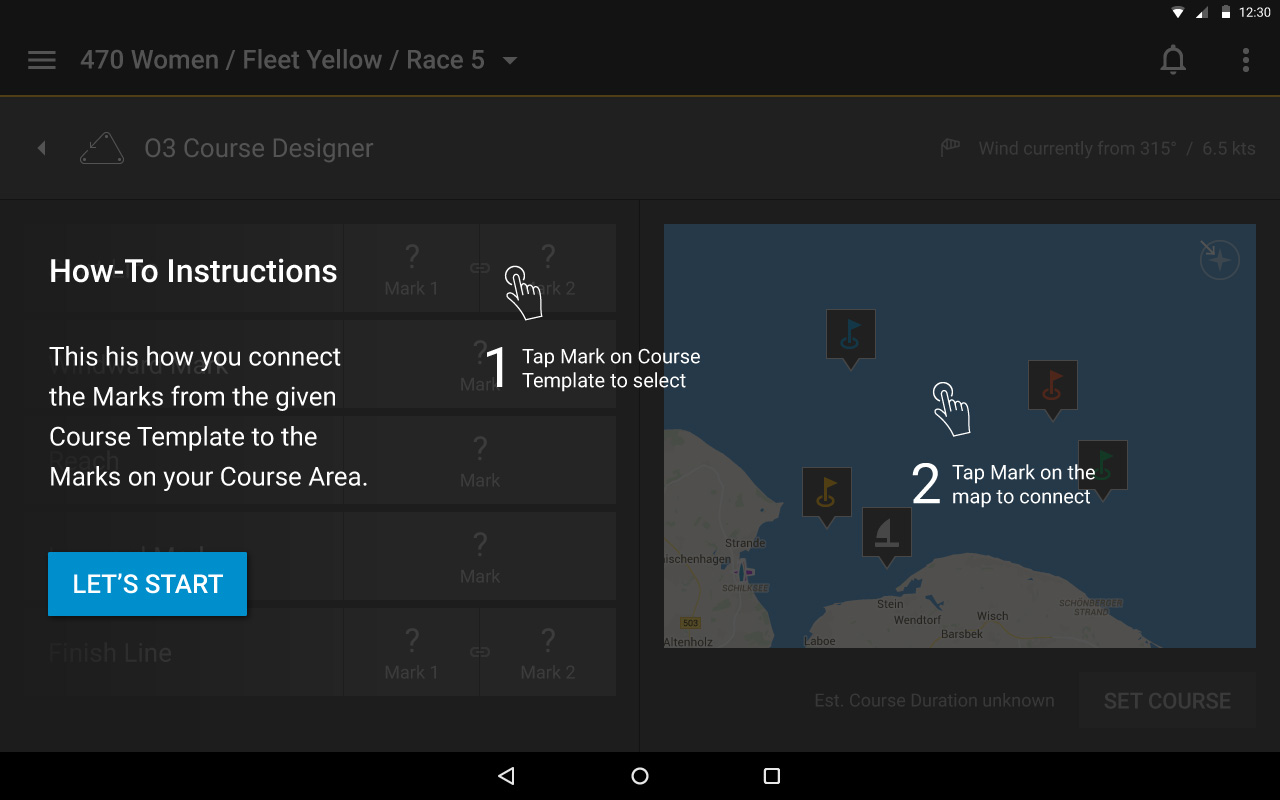 12:30
470 Women / Fleet Yellow / Race 5
O3 Course Designer
Wind currently from 315° / 6.5 kts
How-To Instructions
?
Mark 1
?
Mark 2
This his how you connect
the Marks from the given
Course Template to the
Marks on your Course Area.
LET'S START
Windward Mark
?
Mark
1
Tap Mark on Course
Template to select
Reach
?
Mark
Mark
?
Mark
Finish Line
?
Mark 1
?
Mark 2
2
Tap Mark on the
map to connect
Strande
ischenhagen
SCHILKSEE
503
Altenholz
Laboe
Stein
Wendtorf
Wisch
Barsbek
SCHÖNBERGER
STRAND
Est. Course Duration unknown
SET COURSE